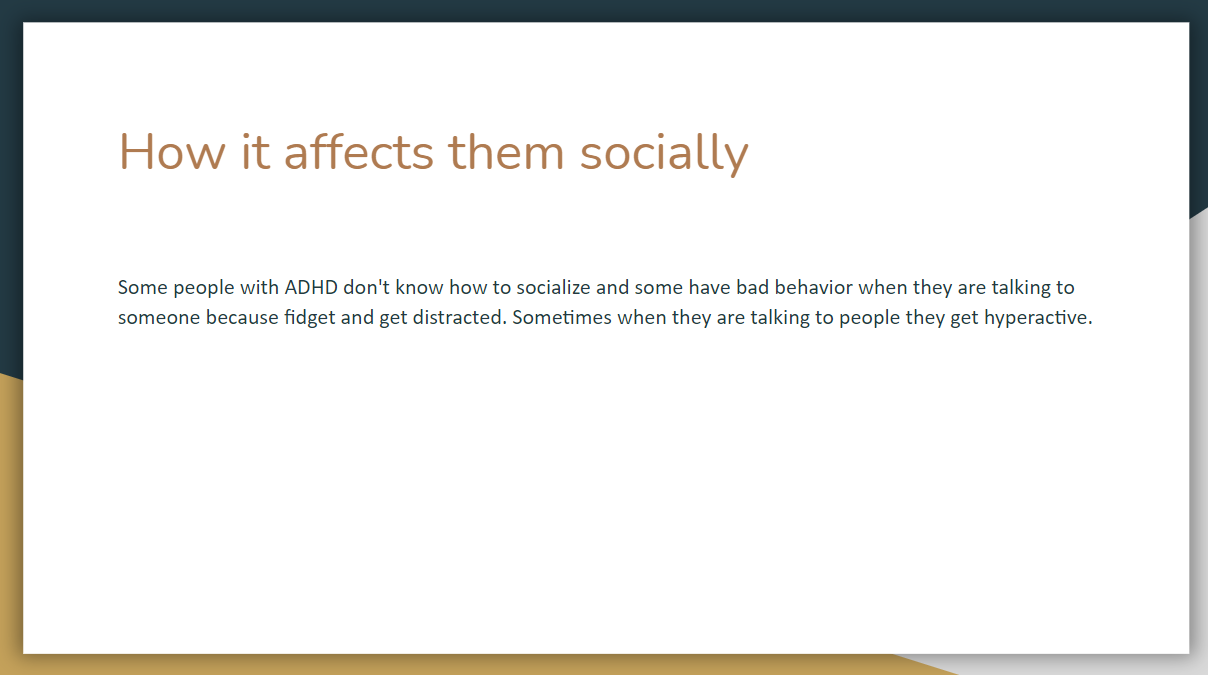 How it affects them socially
Some people with ADHD don't know how to socialize and some have bad behavior when they are talking to
someone because fidget and get distracted. Sometimes when they are talking to people they get hyperactive.